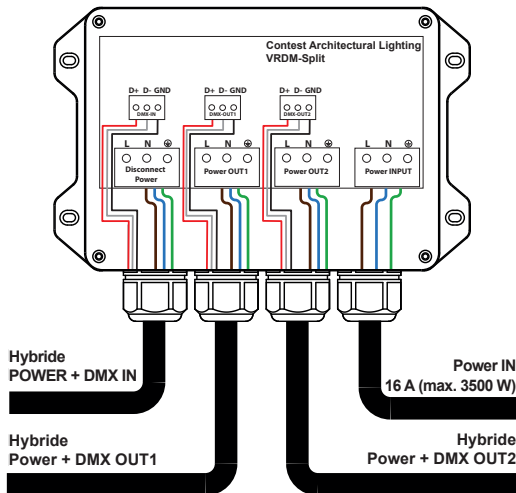 Contest Architectural Lighting
VRDM-Split
D+ D- GND
DMX-IN
D+ D- GND
DMX-OUT1
D+ D- GND
DMX-OUT2
L N
Disconnect
Power
L N
Power OUT1
L N
Power OUT2
L N
Power INPUT
Hybride
POWER + DMX IN
Power IN
16 A (max. 3500 W)
Hybride
Power + DMX OUT1
Hybride
Power + DMX OUT2